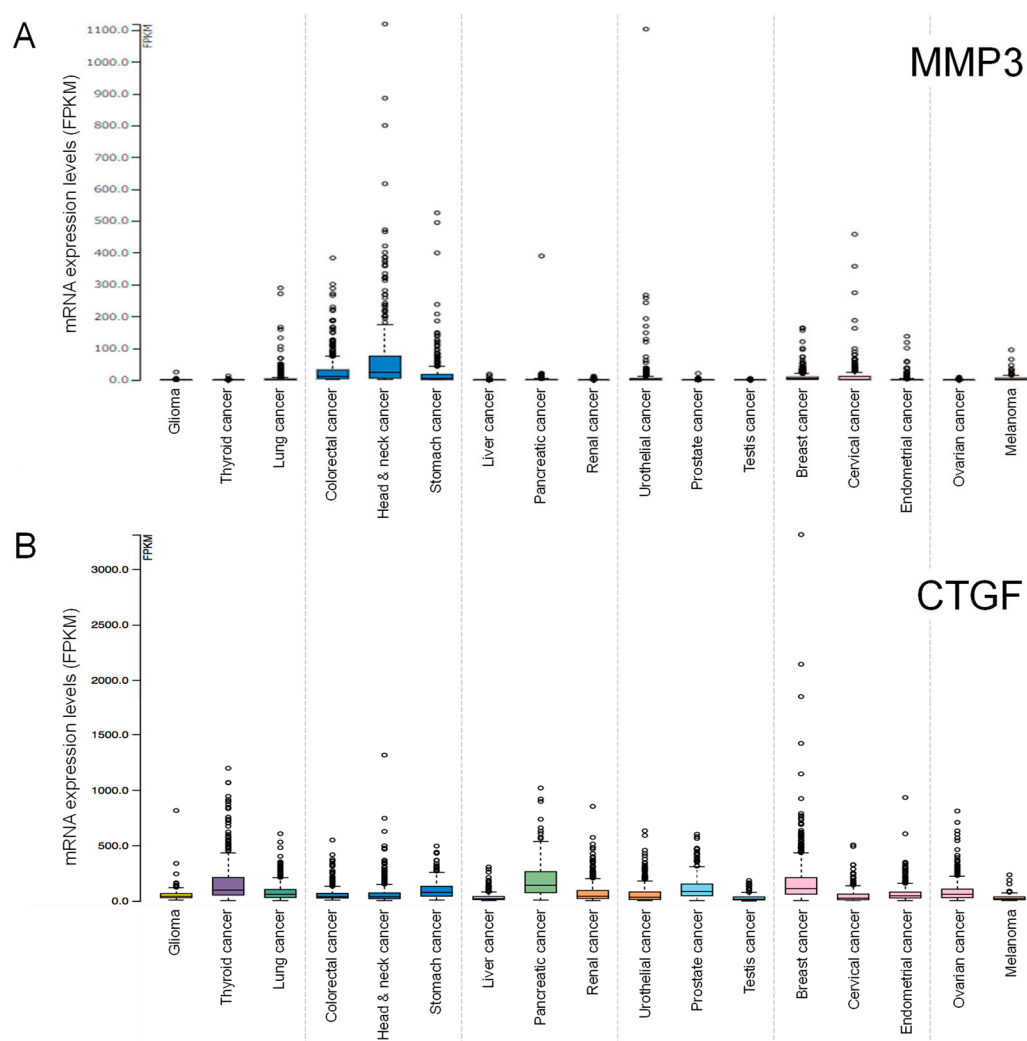 A
MMP3
FPKM
mRNA expression levels (FPKM)
1100.0
1000.0
900.0
800.0
700.0
600.0
500.0
400.0
300.0
200.0
100.0
0.0
Glioma
Thyroid cancer
Lung cancer
Colorectal cancer
Head & neck cancer
Stomach cancer
Liver cancer
Pancreatic cancer
Renal cancer
Urothelial cancer
Prostate cancer
Testis cancer
Breast cancer
Cervical cancer
Endometrial cancer
Ovarian cancer
Melanoma
B
CTGF
FPKM
mRNA expression levels (FPKM)
3000.0
2500.0
2000.0
1500.0
1000.0
500.0
0.0
Glioma
Thyroid cancer
Lung cancer
Colorectal cancer
Head & neck cancer
Stomach cancer
Liver cancer
Pancreatic cancer
Renal cancer
Urothelial cancer
Prostate cancer
Testis cancer
Breast cancer
Cervical cancer
Endometrial cancer
Ovarian cancer
Melanoma